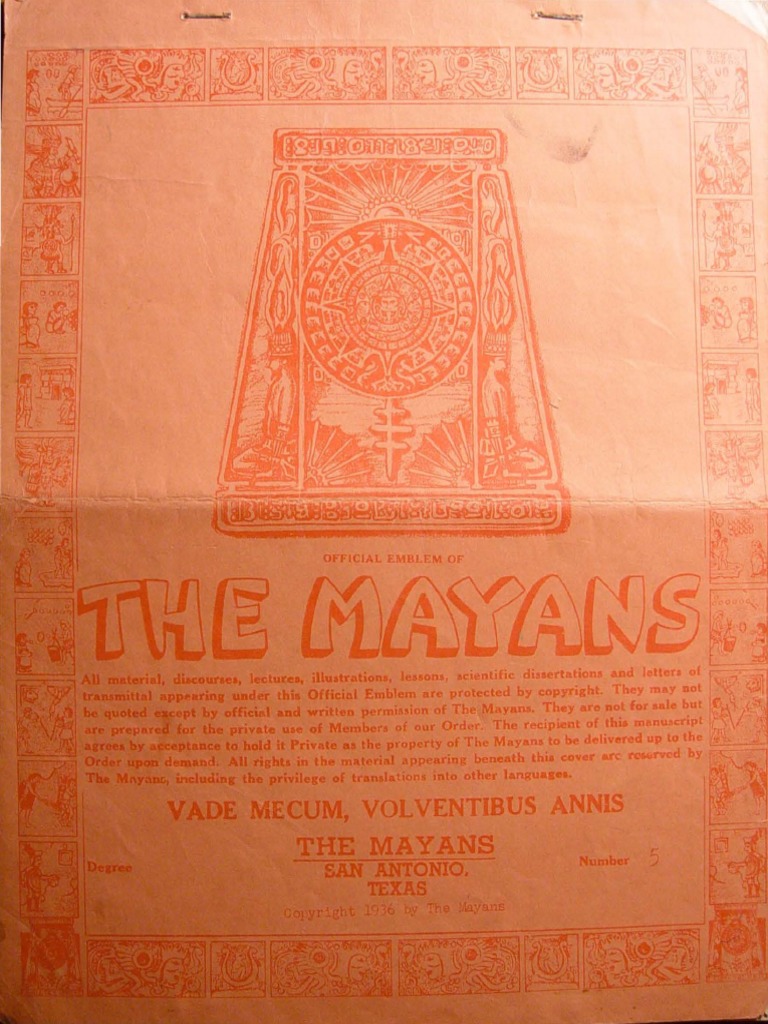 OFFICIAL EMBLEM OF
THE MAYANS
All material, discourses, lectures, illustrations, lessons, scientific dissertations and letters of
transmittal appearing under this Official Emblem are protected by copyright. They may not
be quoted except by official and written permission of The Mayans. They are not for sale but
are prepared for the private use of Members of our Order. The recipient of this manuscript
agrees by acceptance to hold it Private as the property of The Mayans to be delivered up to the
Order upon demand. All rights in the material appearing beneath this cover are reserved by
The Mayans, including the privilege of translations into other languages.
VADE MECUM, VOLVENTIBUS ANNIS
THE MAYANS
Degree
SAN ANTONIO,
Number 5
TEXAS
Copyright 1936 by The Mayans